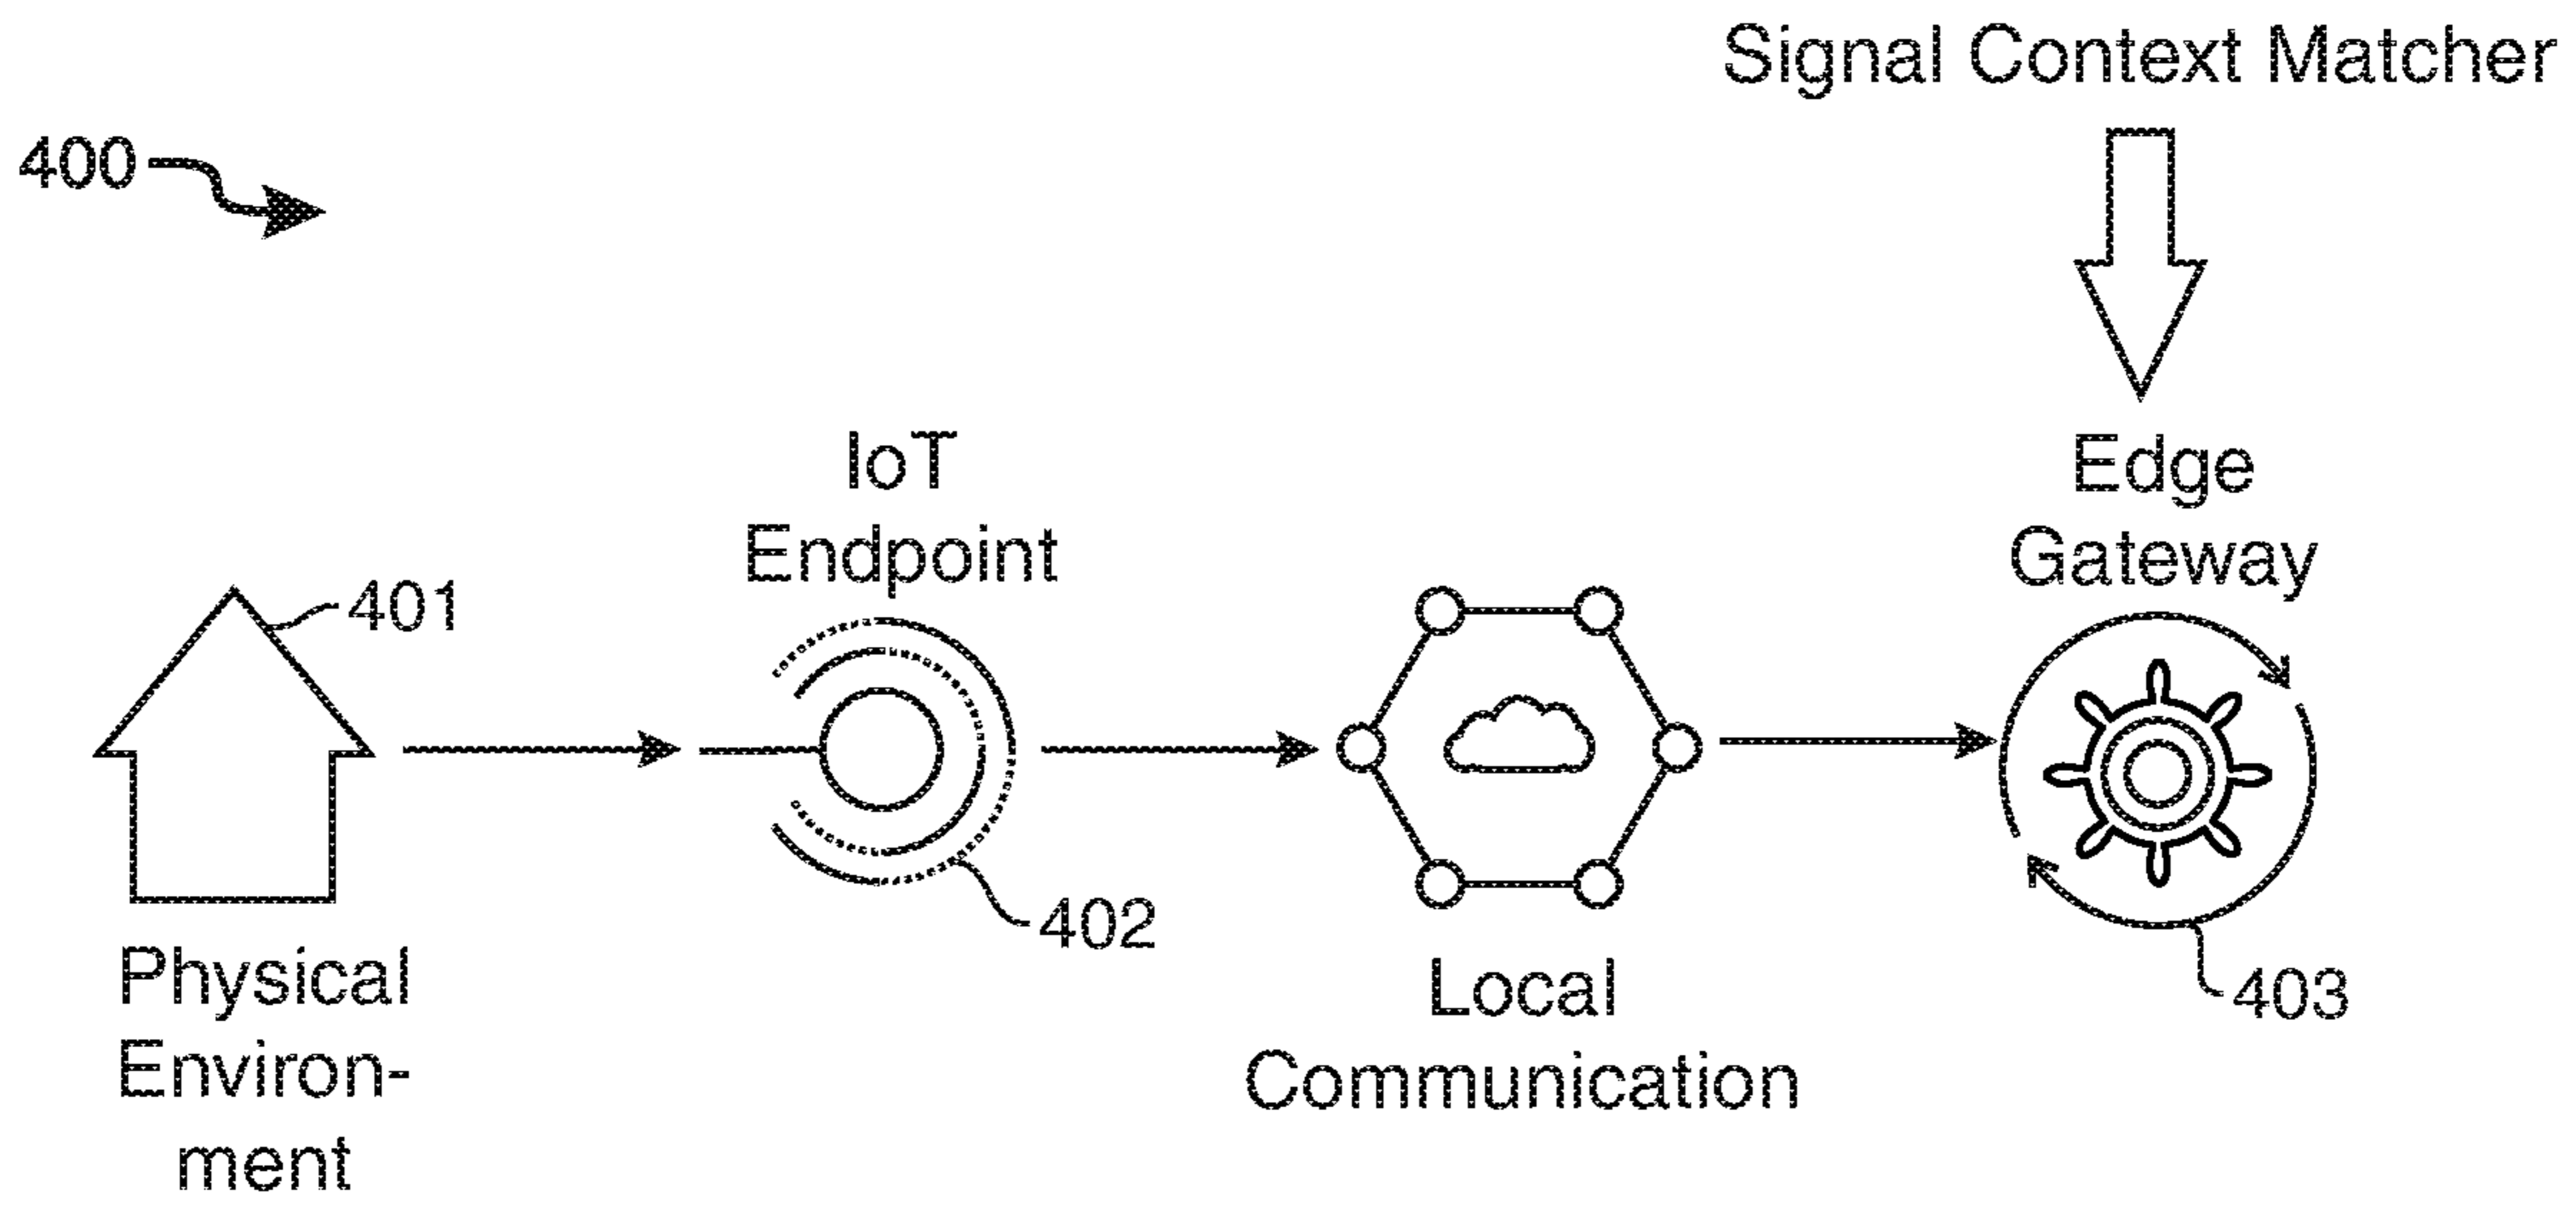 Signal Context Matcher
400
IoT
Endpoint
Edge
Gateway
401
402
403
Physical
Environ-
ment
Local
Communication